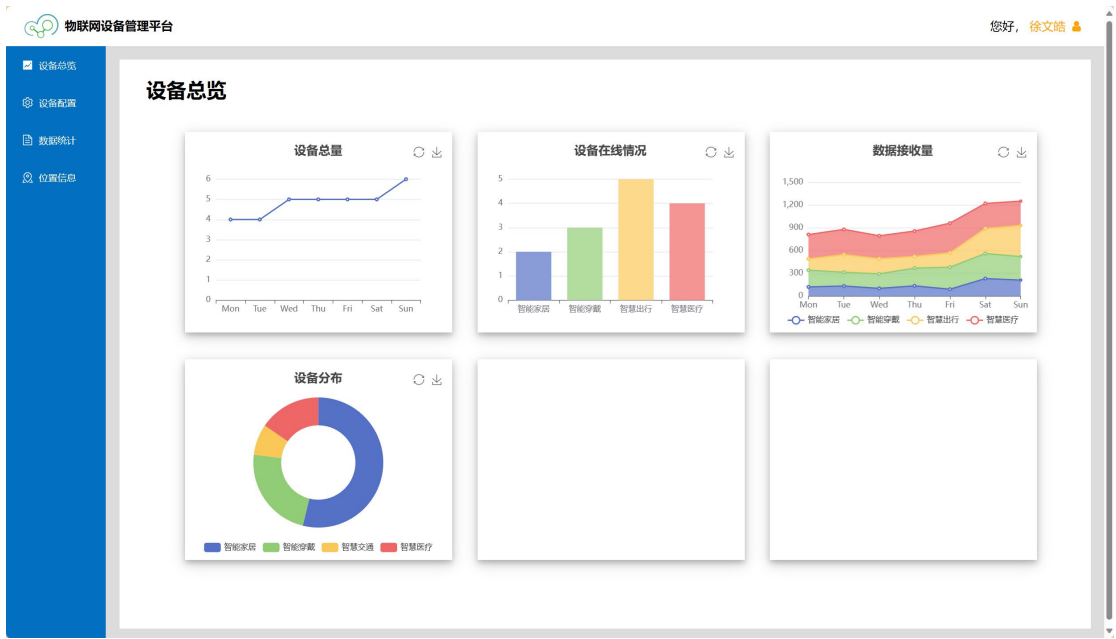 物联网设备管理平台
您好，徐文皓
设备总览
设备配置
数据统计
位置信息
设备总览
设备总量
6
5
4
3
2
1
0
Mon Tue Wed Thu Fri Sat Sun
设备在线情况
5
4
3
2
1
0
智能家居 智能穿戴 智慧出行 智慧医疗
数据接收量
1,500
1,200
900
600
300
0
Mon Tue Wed Thu Fri Sat Sun
智能家居 智能穿戴 智慧出行 智慧医疗
设备分布
智能家居 智能穿戴 智慧交通 智慧医疗